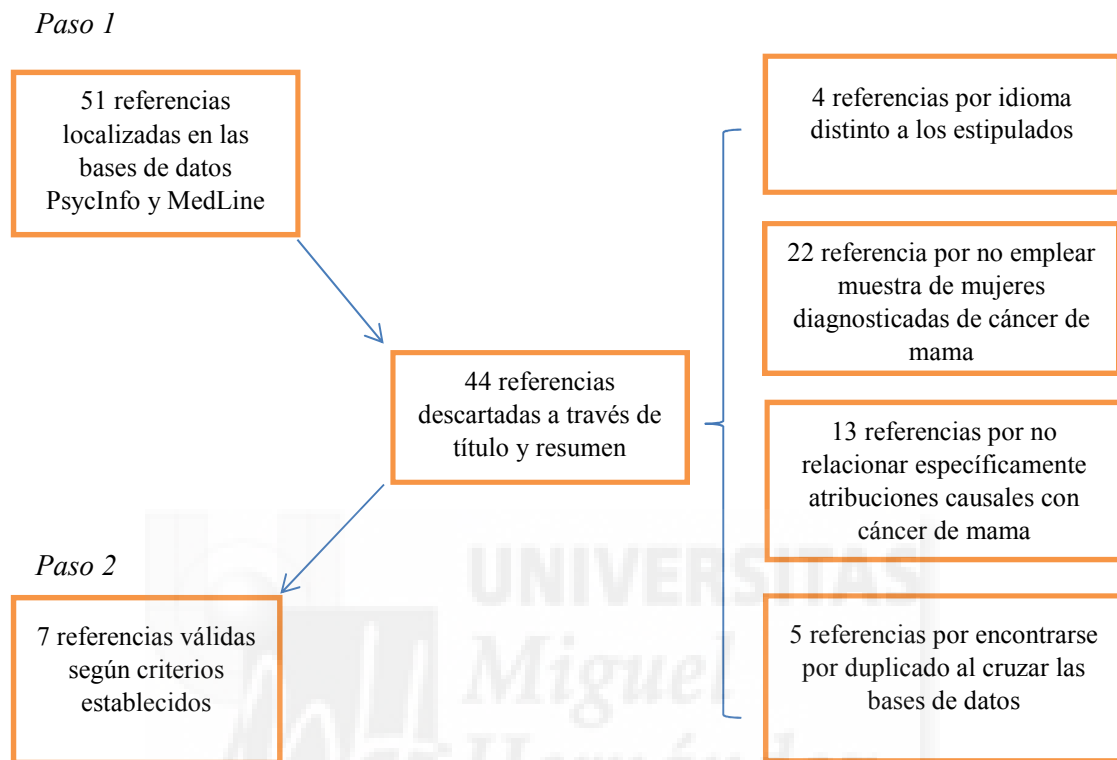 Paso 1
51 referencias
localizadas en las
bases de datos
PsycInfo y MedLine
4 referencias por idioma
distinto a los estipulados
22 referencia por no emplear
muestra de mujeres
diagnosticadas de cáncer de
mama
44 referencias
descartadas a través de
título y resumen
13 referencias por no
relacionar específicamente
atribuciones causales con
cáncer de mama
Paso 2
7 referencias válidas
según criterios
establecidos
5 referencias por encontrarse
por duplicado al cruzar las
bases de datos
UNIVERSITAS
Miguel
Hernández